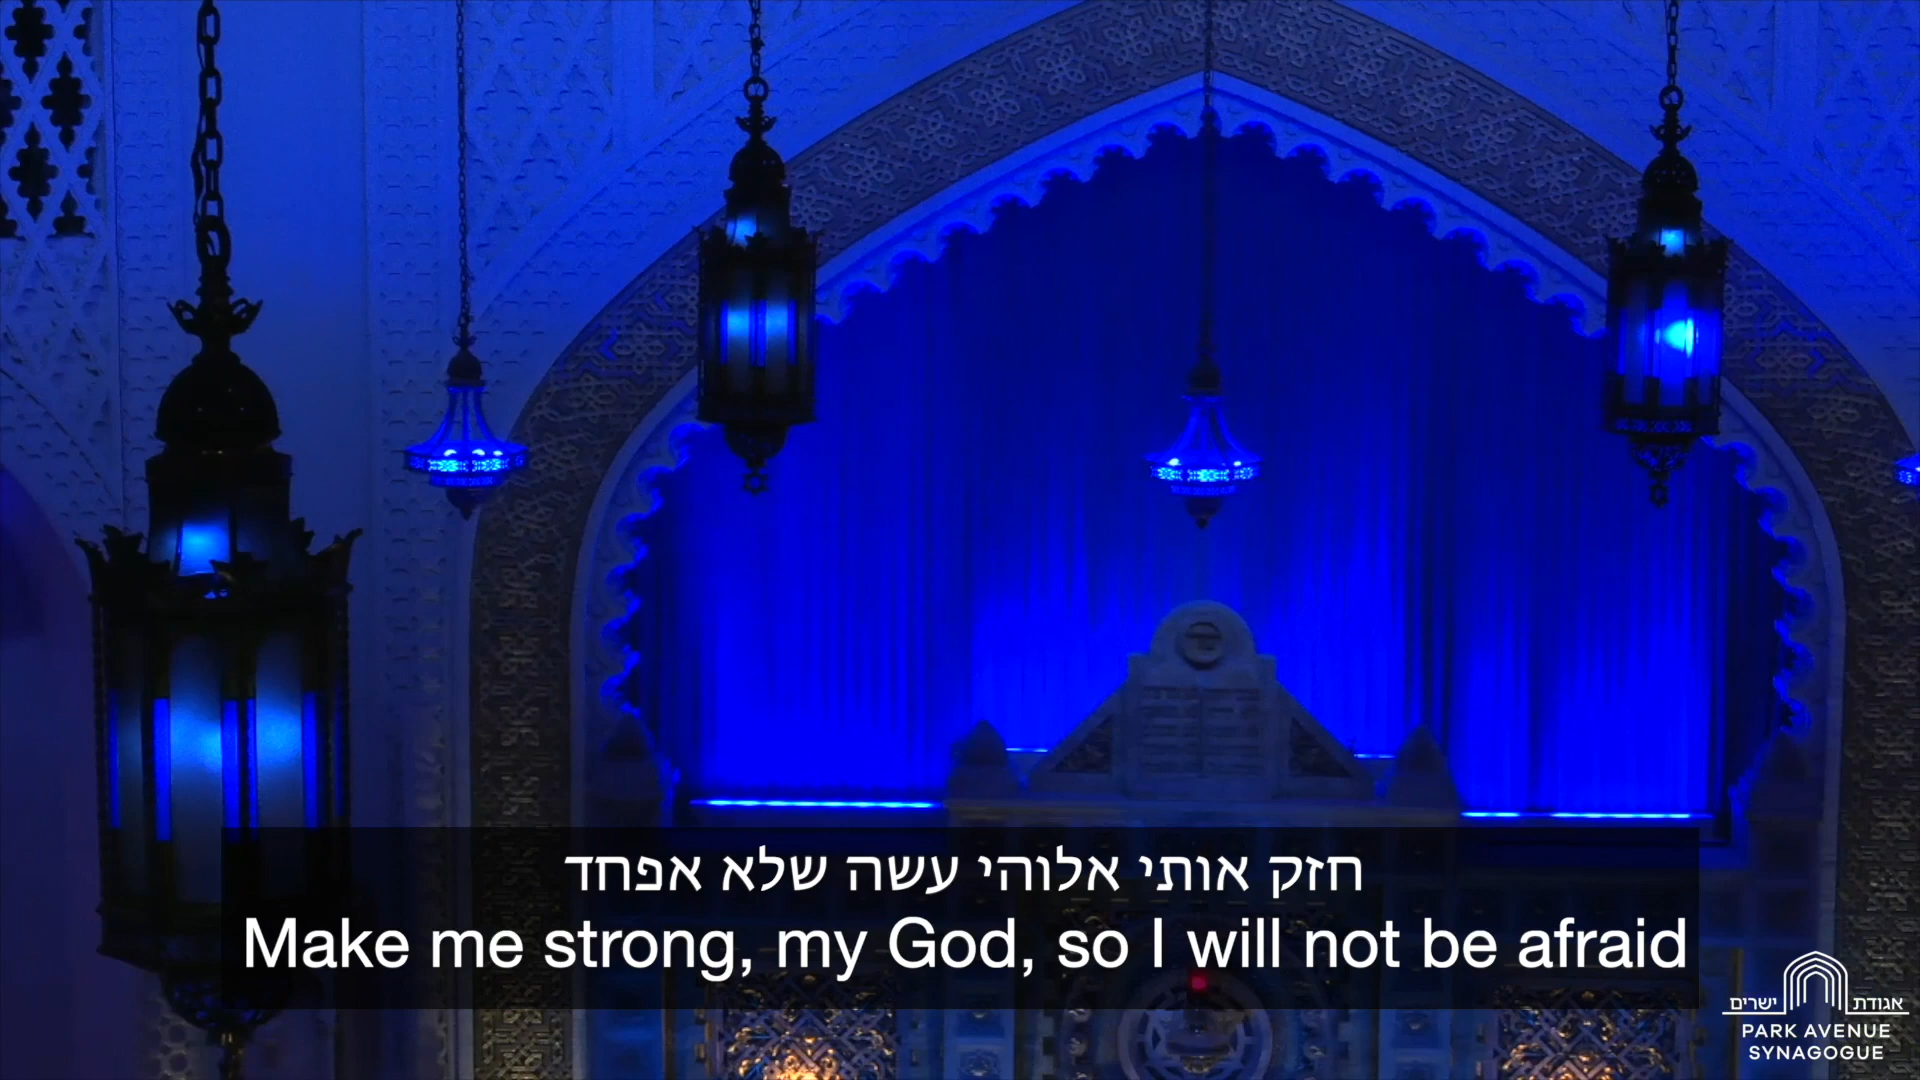 חזק אותי אלוהי עשה שלא אפחד
Make me strong, my God, so I will not be afraid
אגודת ישרים
PARK AVENUE
SYNAGOGUE